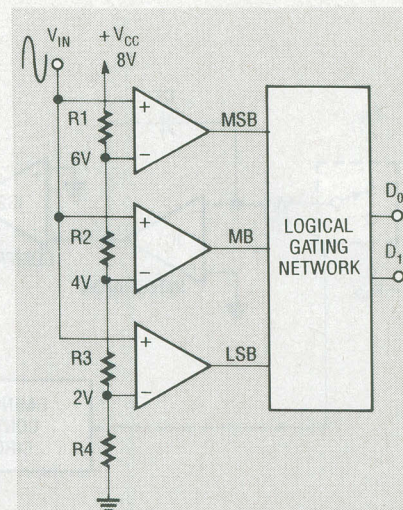 V_IN
+ V_CC
8V
R1
+
MSB
6V
−
D_0
R2
+
MB
LOGICAL
GATING
NETWORK
4V
−
D_1
R3
+
LSB
2V
−
R4